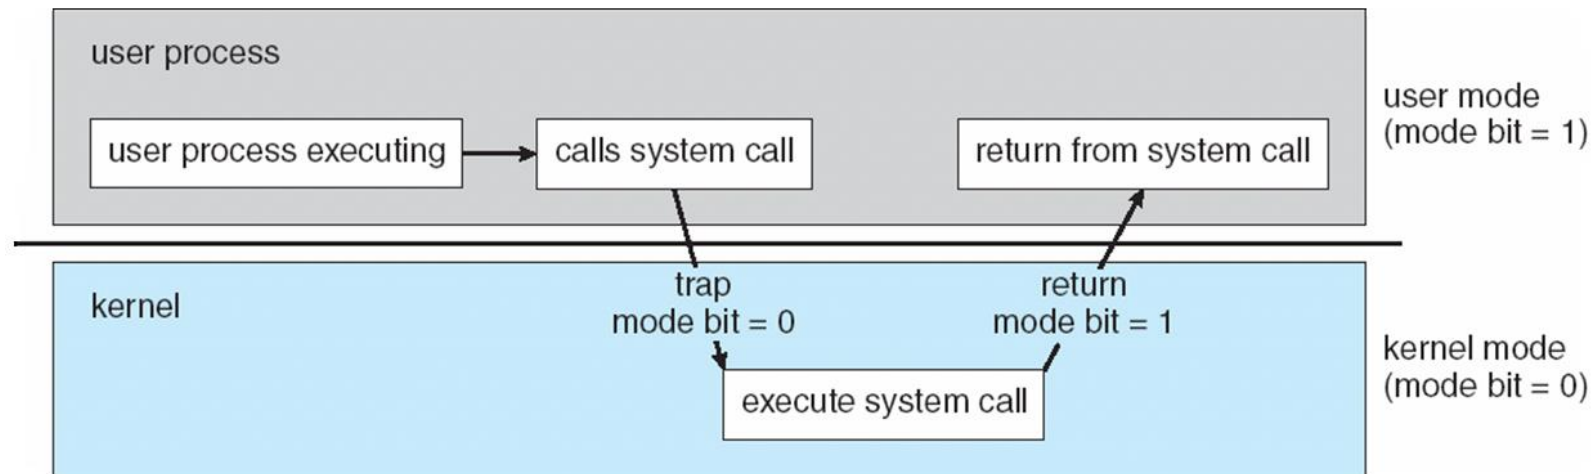 user process
user process executing
calls system call
return from system call
user mode
(mode bit = 1)
kernel
trap
mode bit = 0
return
mode bit = 1
execute system call
kernel mode
(mode bit = 0)